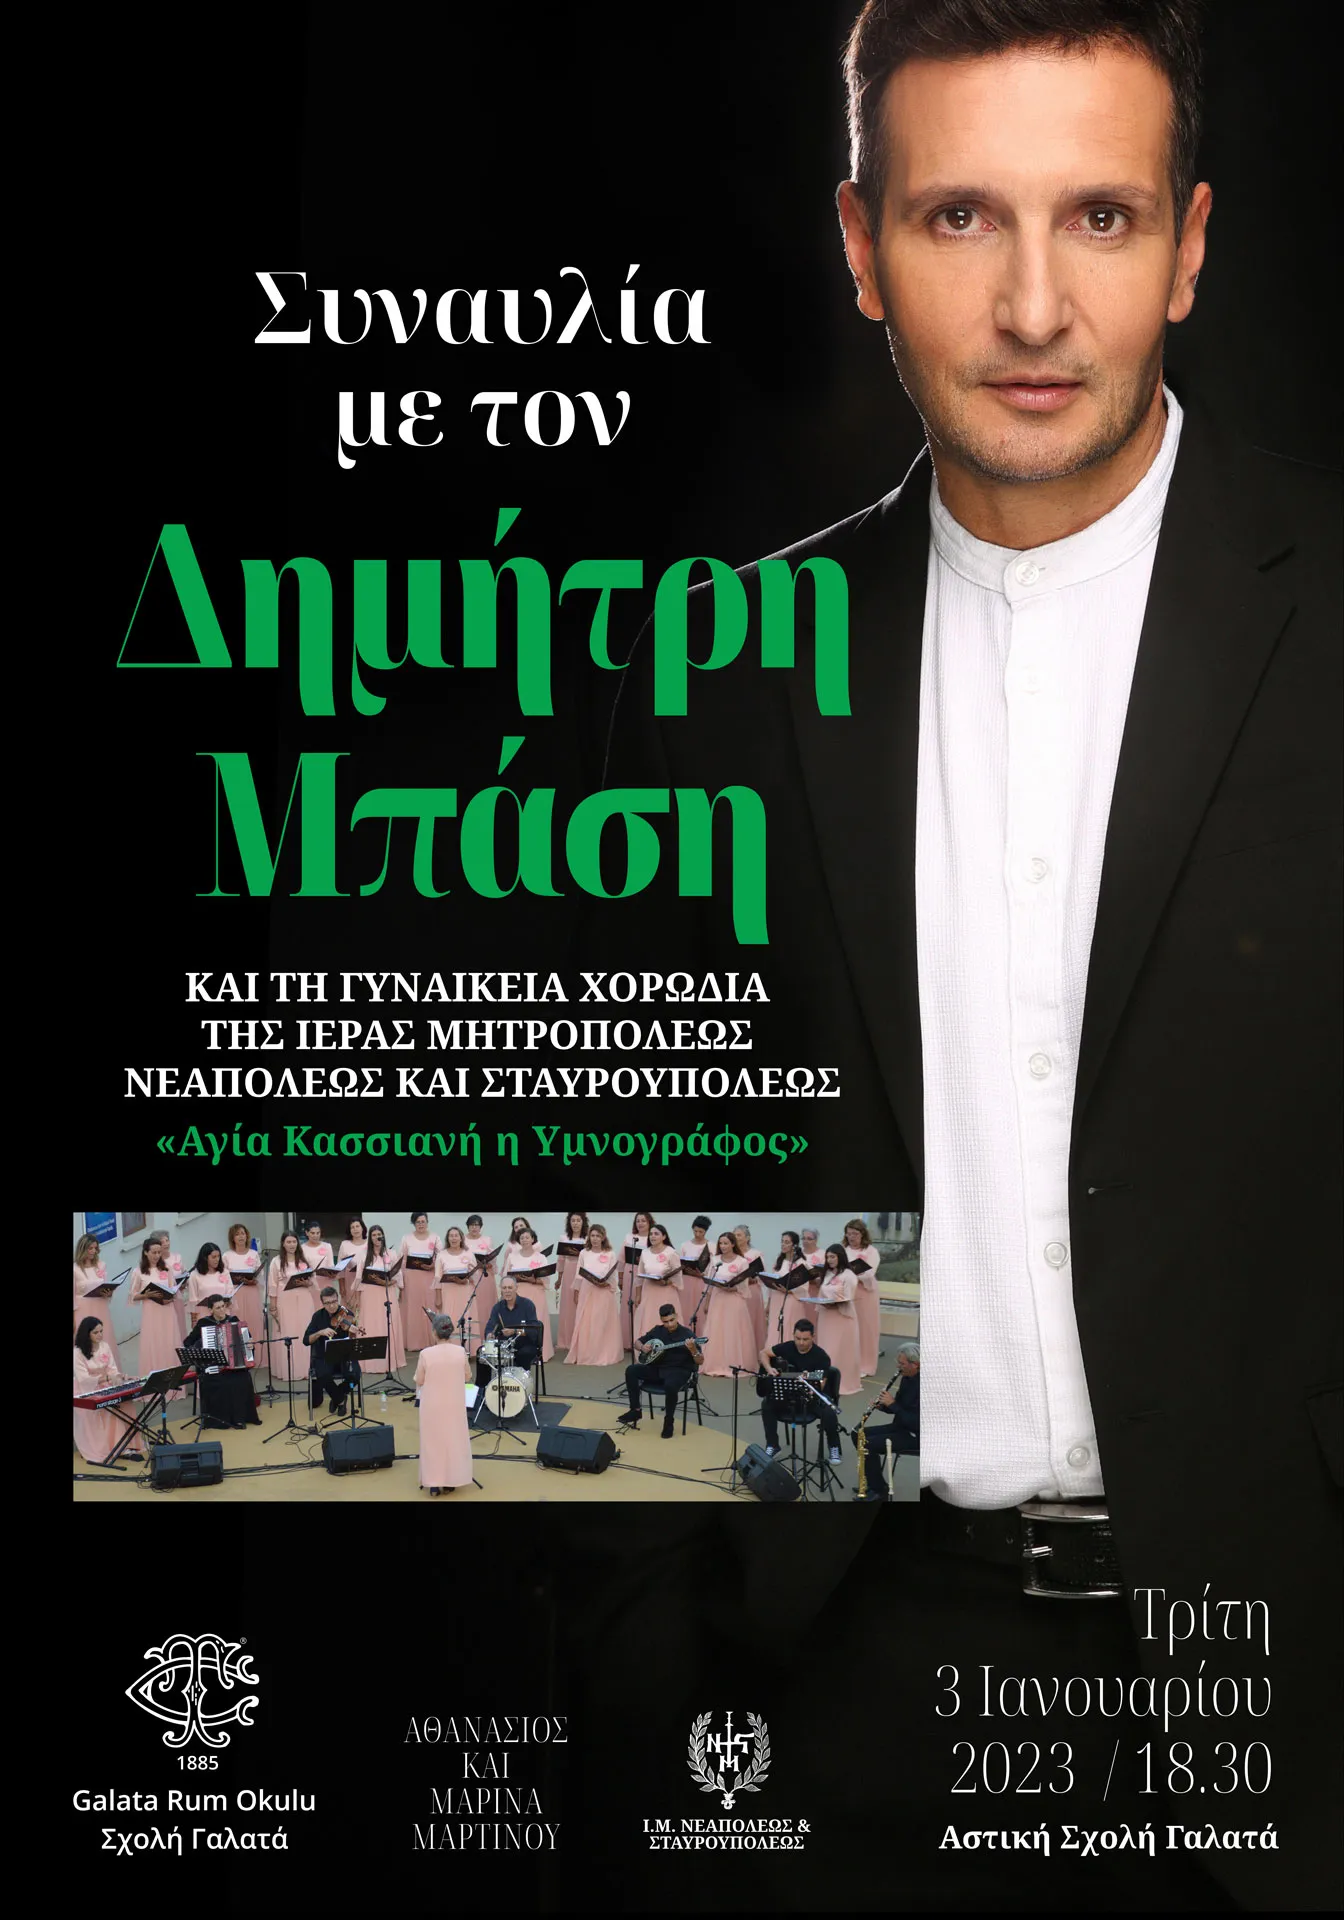 Συναυλία
με τον
Δημήτρη
Μπάση
ΚΑΙ ΤΗ ΓΥΝΑΙΚΕΙΑ ΧΟΡΩΔΙΑ
ΤΗΣ ΙΕΡΑΣ ΜΗΤΡΟΠΟΛΕΩΣ
ΝΕΑΠΟΛΕΩΣ ΚΑΙ ΣΤΑΥΡΟΥΠΟΛΕΩΣ
«Αγία Κασσιανή η Υμνογράφος»
YAMAHA
Τρίτη
3 Ιανουαρίου
2023 / 18.30
Αστική Σχολή Γαλατά
1885
Galata Rum Okulu
Σχολή Γαλατά
ΑΘΑΝΑΣΙΟΣ
ΚΑΙ
ΜΑΡΙΝΑ
ΜΑΡΤΙΝΟΥ
Ι.Μ. ΝΕΑΠΟΛΕΩΣ &
ΣΤΑΥΡΟΥΠΟΛΕΩΣ